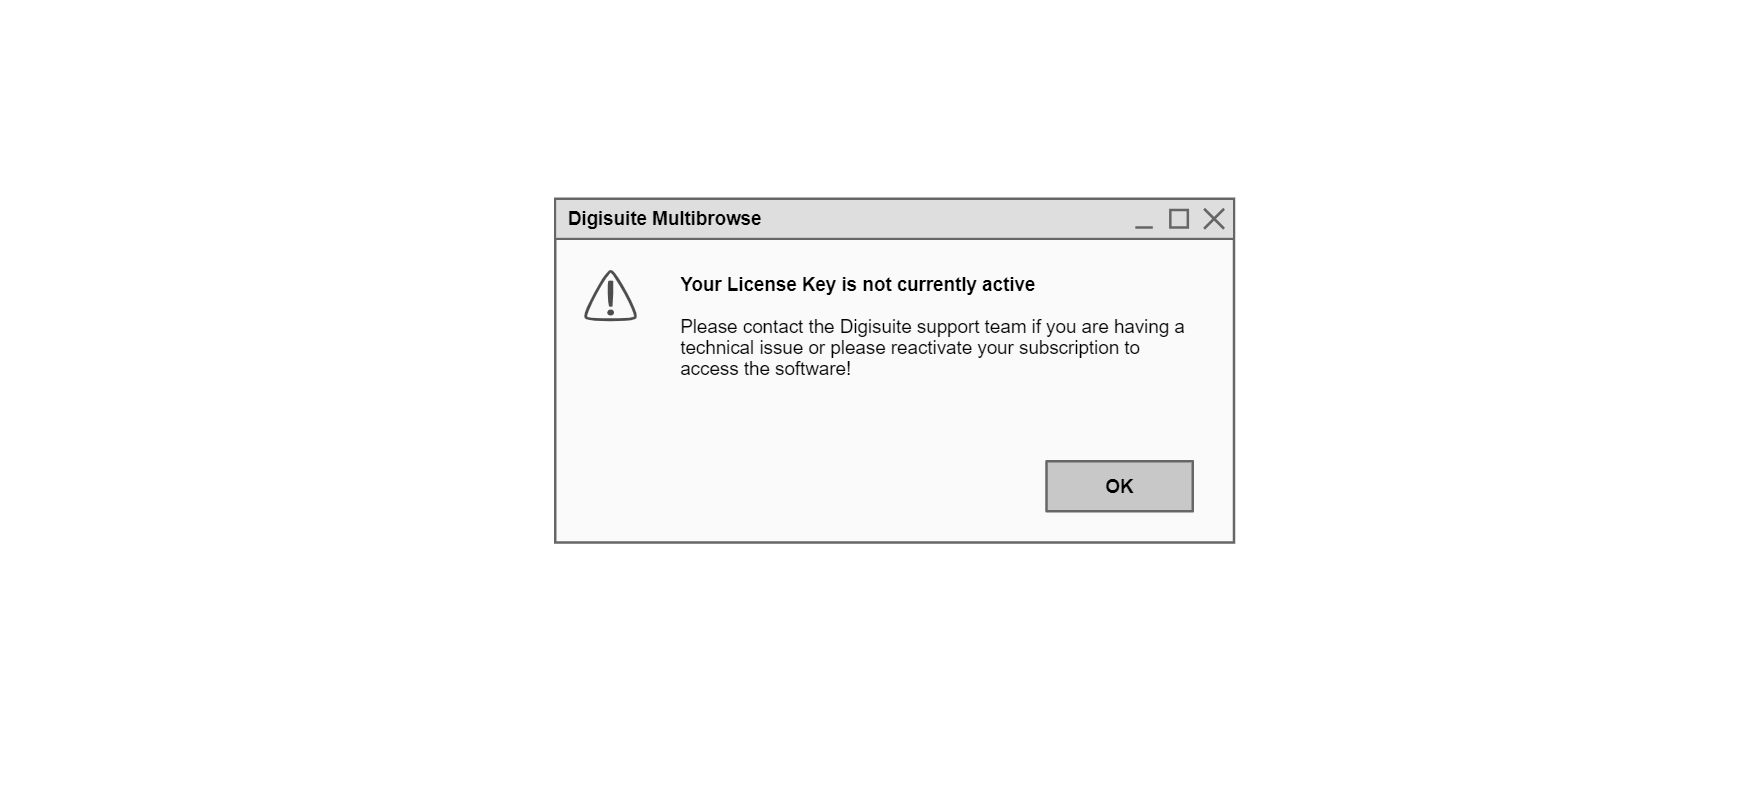 Digisuite Multibrowse
Your License Key is not currently active
Please contact the Digisuite support team if you are having a
technical issue or please reactivate your subscription to
access the software!
OK